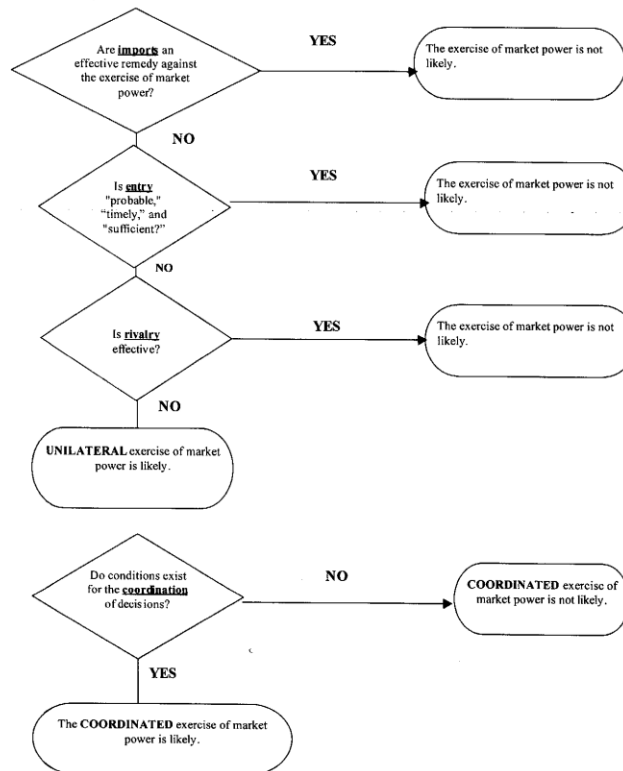 Are imports an
effective remedy against
the exercise of market
power?
YES
The exercise of market power is not
likely.
NO
Is entry
"probable,"
“timely,” and
"sufficient?”
YES
The exercise of market power is not
likely.
NO
Is rivalry
effective?
YES
The exercise of market power is not
likely.
NO
UNILATERAL exercise of market
power is likely.
Do conditions exist
for the coordination
of decisions?
NO
COORDINATED exercise of
market power is not likely.
YES
The COORDINATED exercise of market
power is likely.